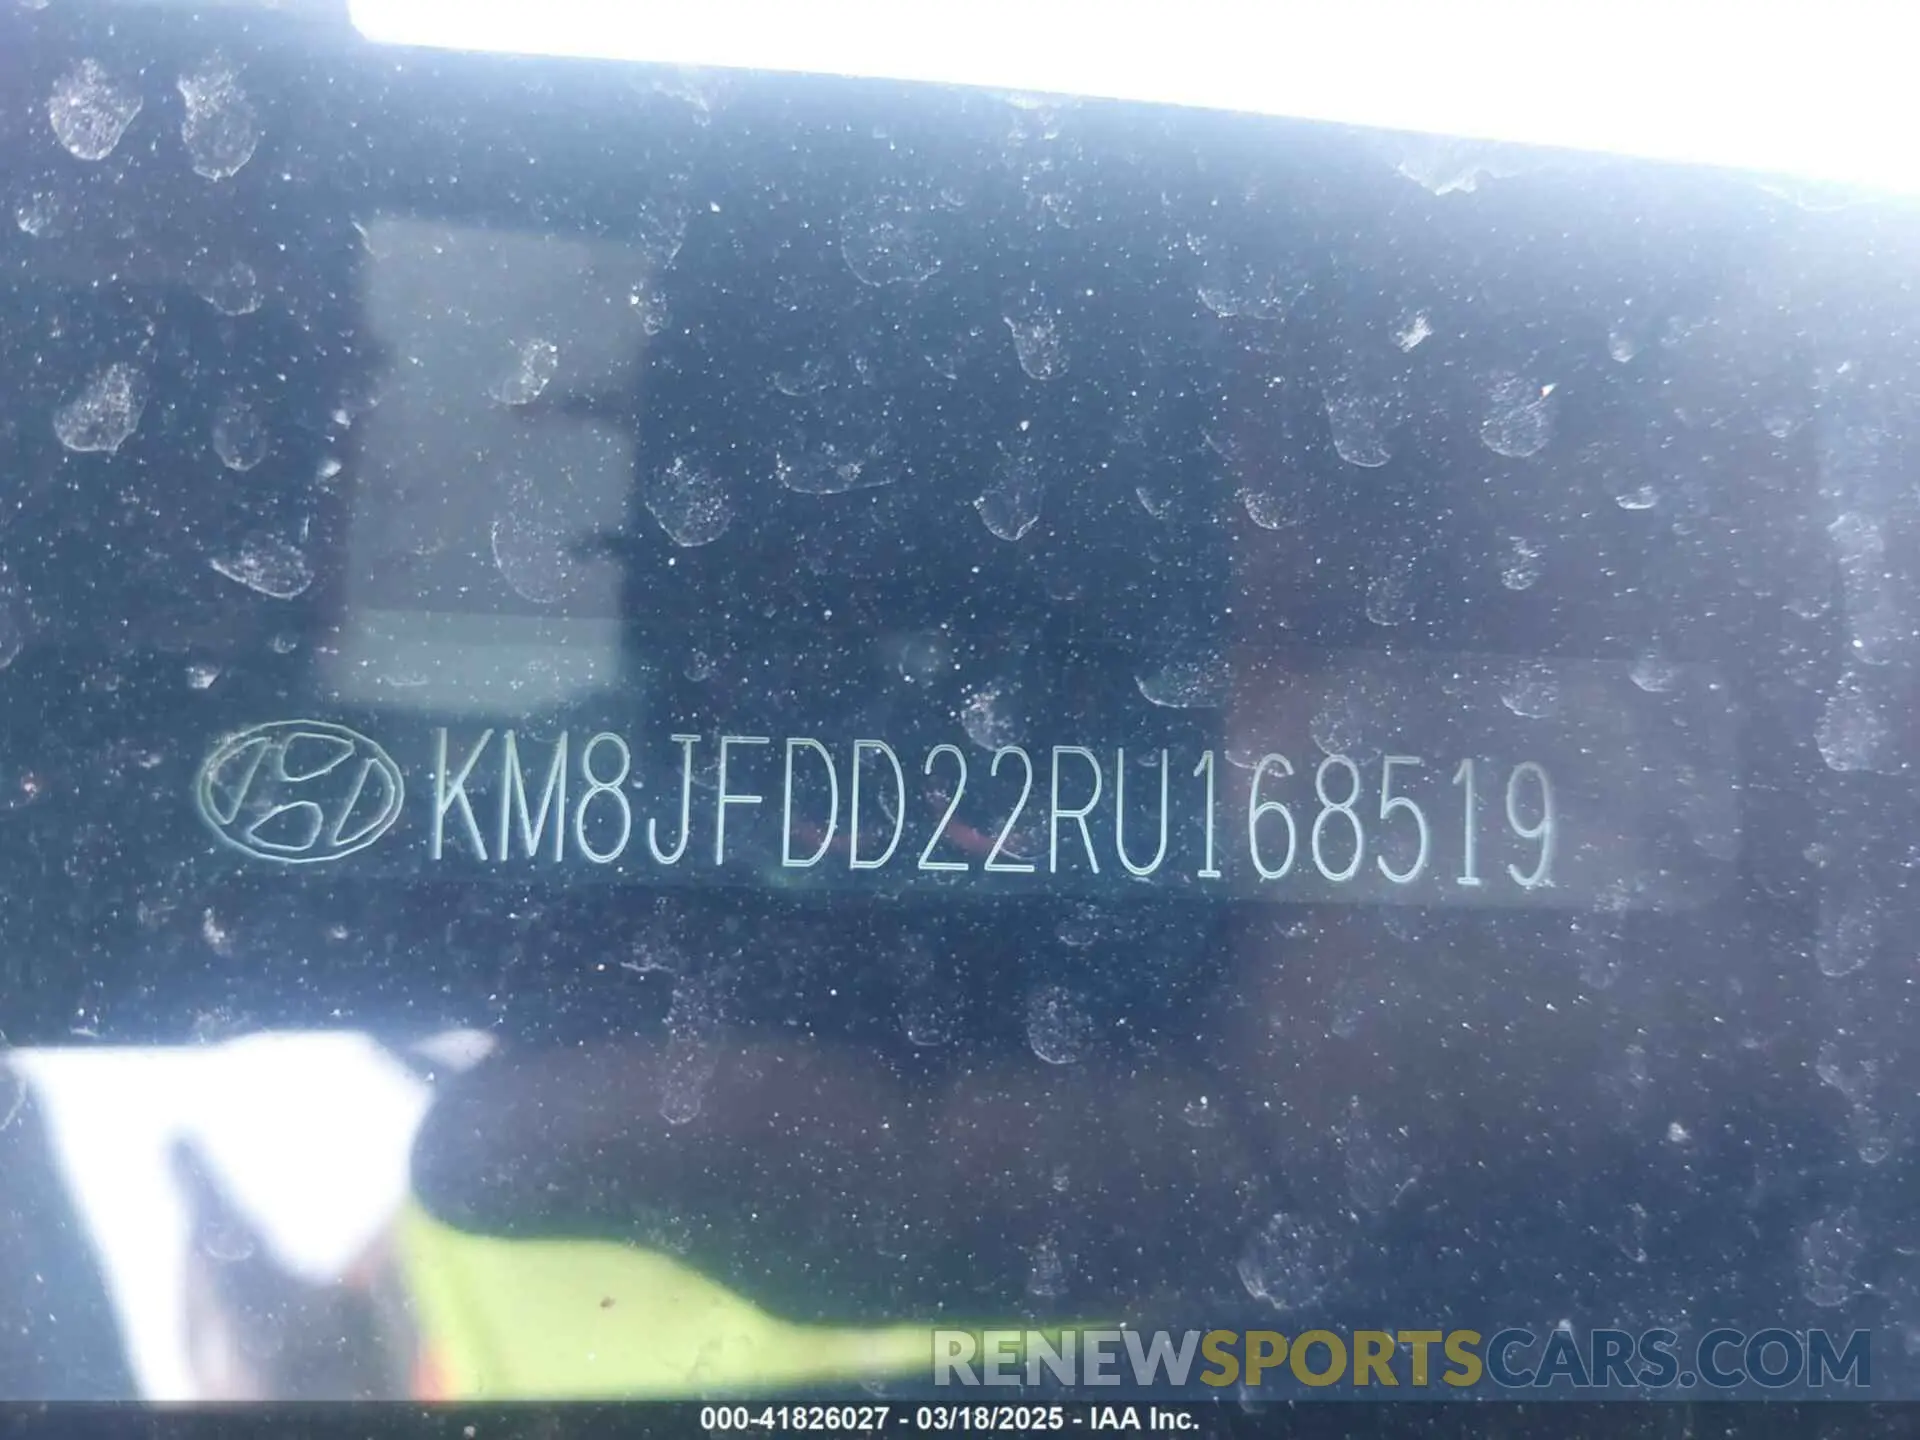 KM8JFDD22RU168519
RENEWSPORTSCARS.COM
000-41826027 - 03/18/2025 - IAA Inc.